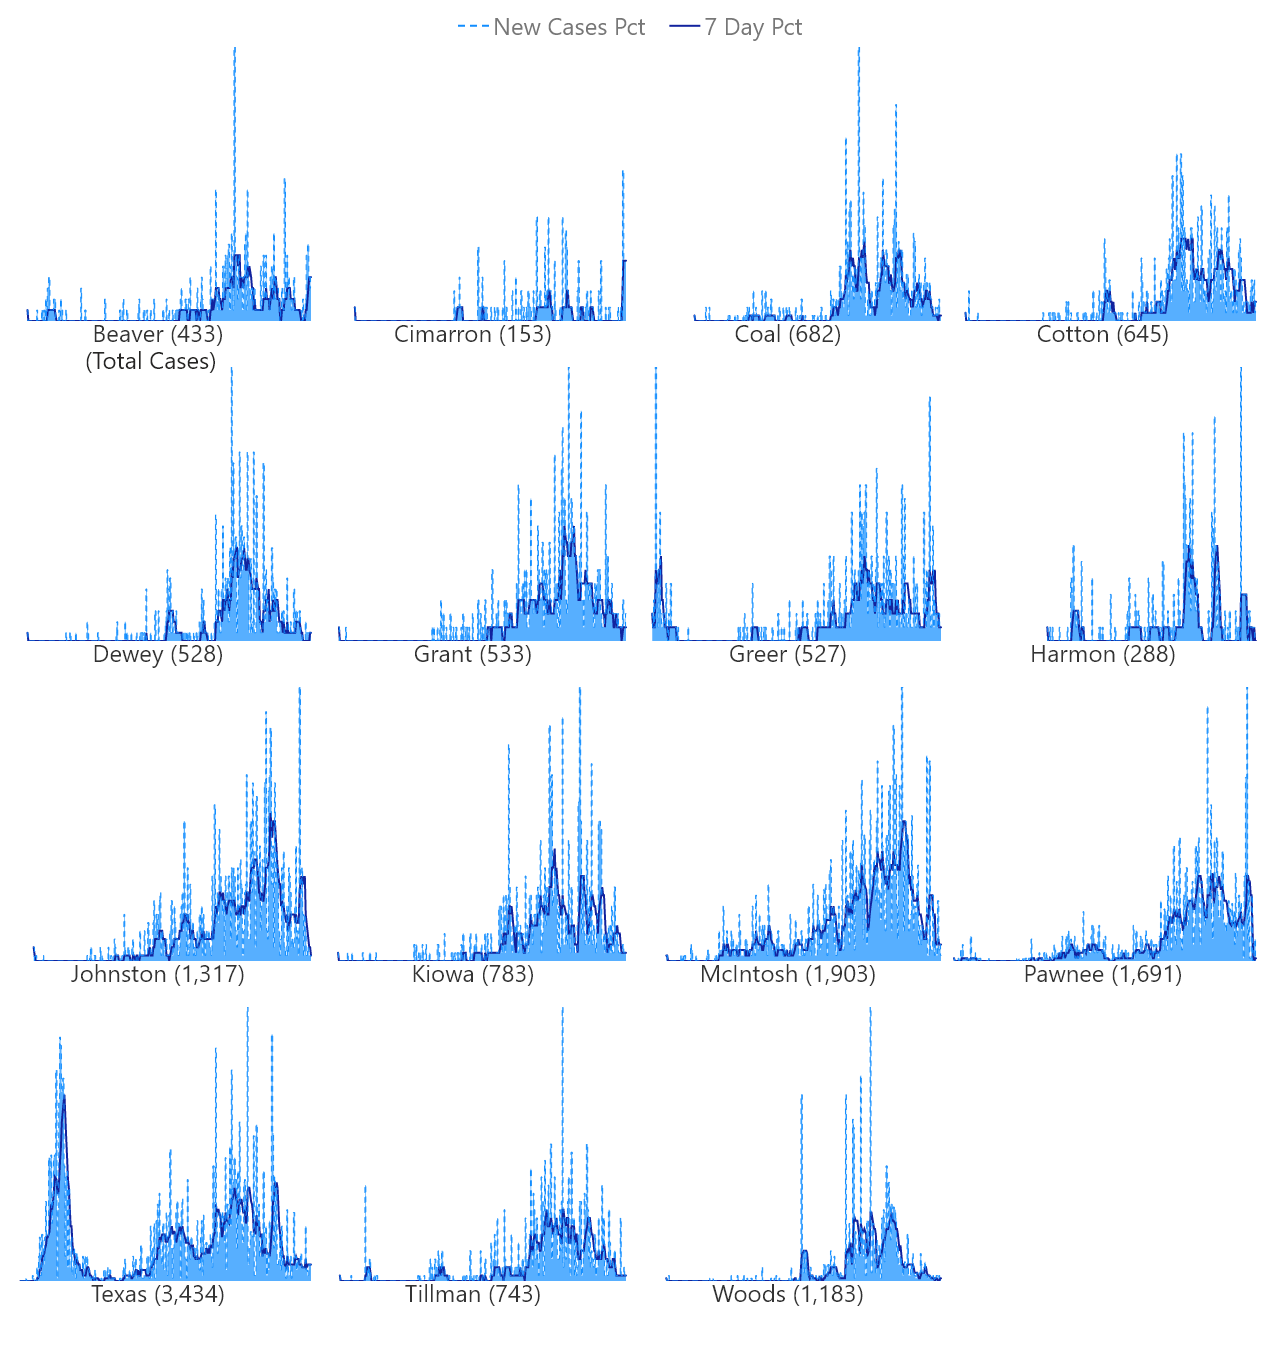 New Cases Pct 7 Day Pct
Beaver (433) Cimarron (153) Coal (682) Cotton (645)
(Total Cases)
Dewey (528) Grant (533) Greer (527) Harmon (288)
Johnston (1,317) Kiowa (783) McIntosh (1,903) Pawnee (1,691)
Texas (3,434) Tillman (743) Woods (1,183)